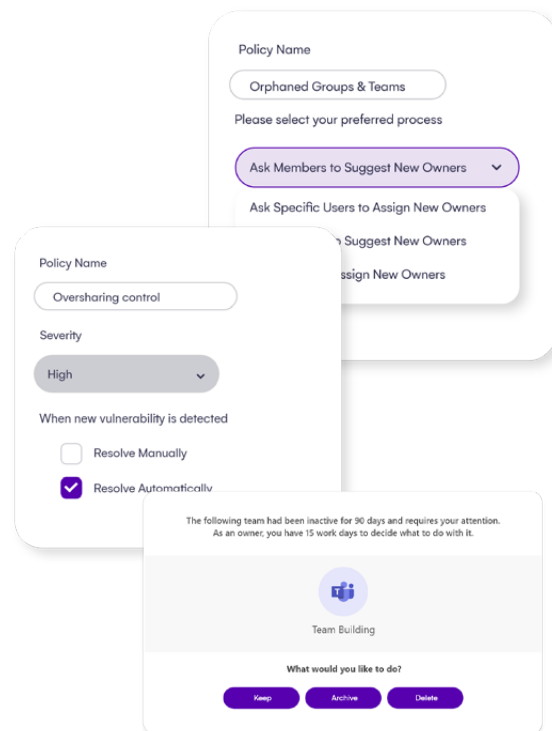 Policy Name
Orphaned Groups & Teams
Please select your preferred process
Ask Members to Suggest New Owners
Ask Specific Users to Assign New Owners
to Suggest New Owners
Assign New Owners
Policy Name
Oversharing control
Severity
High
When new vulnerability is detected
Resolve Manually
Resolve Automatically
The following team had been inactive for 90 days and requires your attention.
As an owner, you have 15 work days to decide what to do with it.
Team Building
What would you like to do?
Keep
Archive
Delete